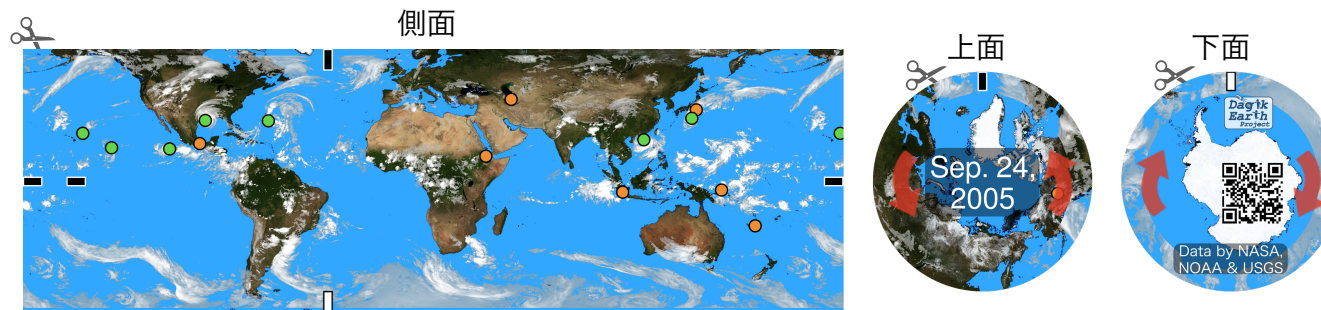 側面
上面
下面
Sep. 24,
2005
Dagik
Earth
Project
Data by NASA,
NOAA & USGS